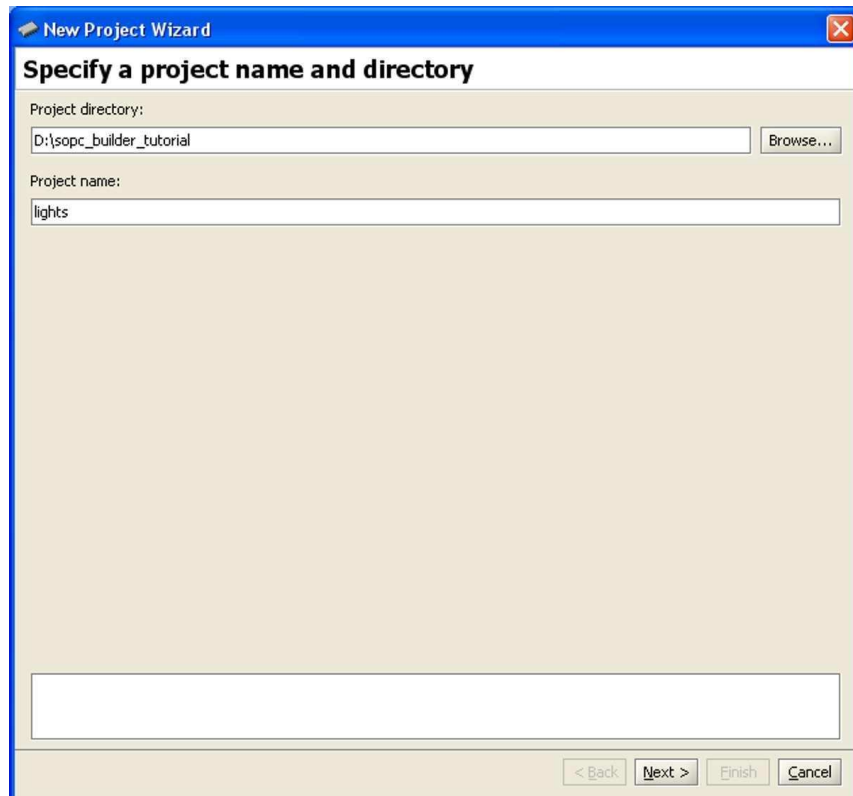 New Project Wizard
Specify a project name and directory
Project directory:
D:\sopc_builder_tutorial
Browse...
Project name:
lights
< Back Next > Finish Cancel